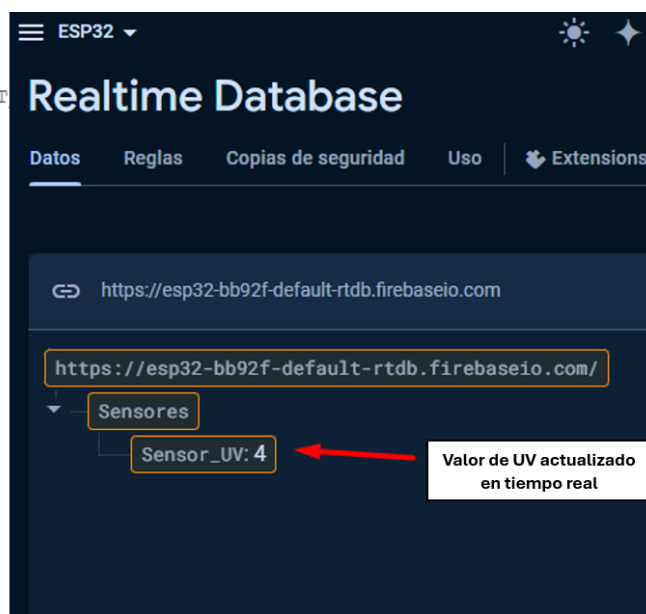 ESP32
T
Realtime Database
Datos Reglas Copias de seguridad Uso Extensions
https://esp32-bb92f-default-rtdb.firebaseio.com
https://esp32-bb92f-default-rtdb.firebaseio.com/
Sensores
Sensor_UV: 4
Valor de UV actualizado
en tiempo real